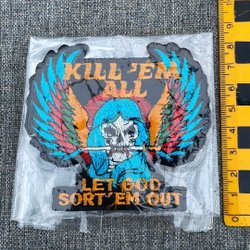 KILL 'EM
ALL
LET GOD
SORT 'EM OUT